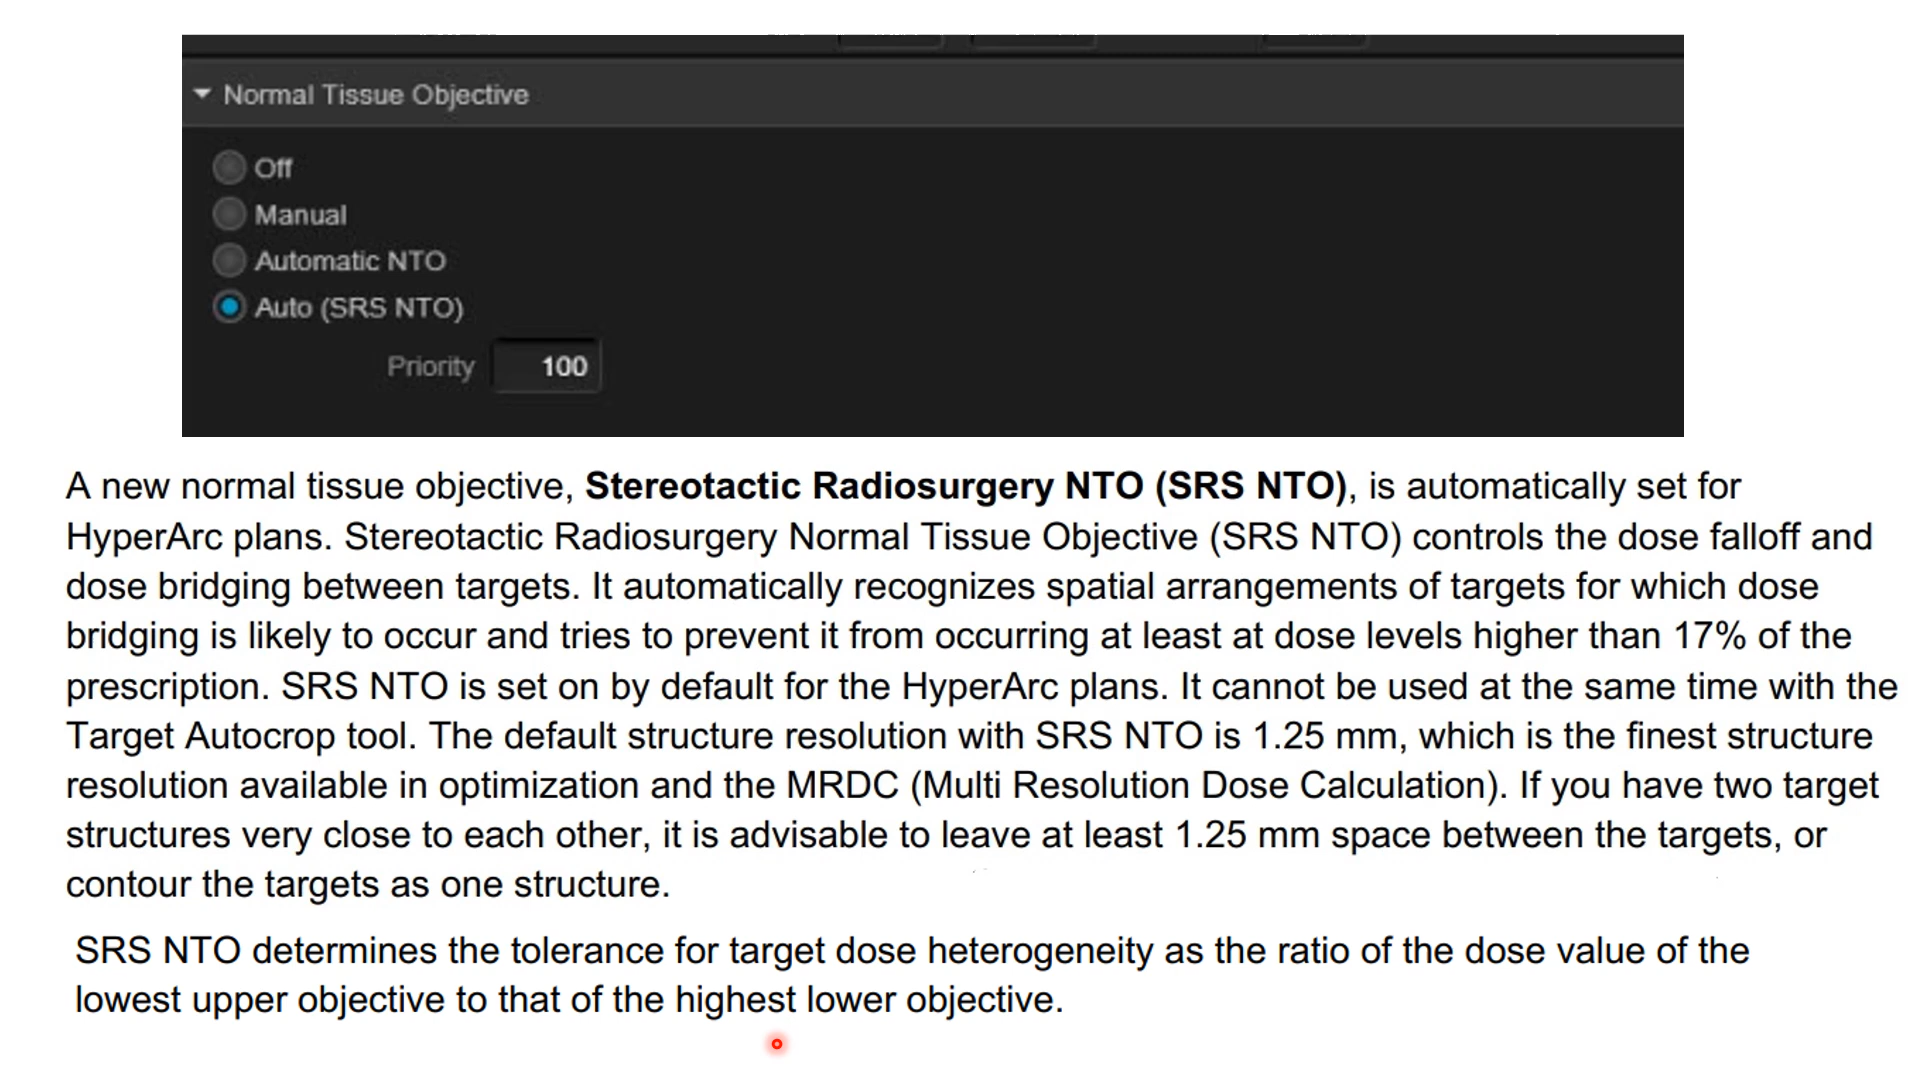 Normal Tissue Objective
Off
Manual
Automatic NTO
Auto (SRS NTO)
Priority 100
A new normal tissue objective, Stereotactic Radiosurgery NTO (SRS NTO), is automatically set for
HyperArc plans. Stereotactic Radiosurgery Normal Tissue Objective (SRS NTO) controls the dose falloff and
dose bridging between targets. It automatically recognizes spatial arrangements of targets for which dose
bridging is likely to occur and tries to prevent it from occurring at least at dose levels higher than 17% of the
prescription. SRS NTO is set on by default for the HyperArc plans. It cannot be used at the same time with the
Target Autocrop tool. The default structure resolution with SRS NTO is 1.25 mm, which is the finest structure
resolution available in optimization and the MRDC (Multi Resolution Dose Calculation). If you have two target
structures very close to each other, it is advisable to leave at least 1.25 mm space between the targets, or
contour the targets as one structure.
SRS NTO determines the tolerance for target dose heterogeneity as the ratio of the dose value of the
lowest upper objective to that of the highest lower objective.